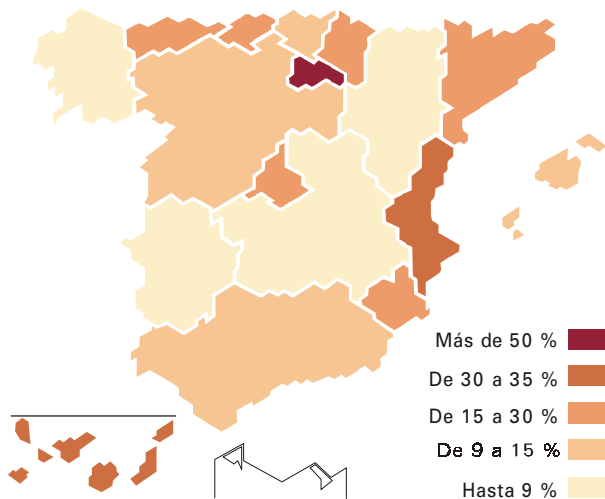 Más de 50 %
De 30 a 35 %
De 15 a 30 %
De 9 a 15 %
Hasta 9 %